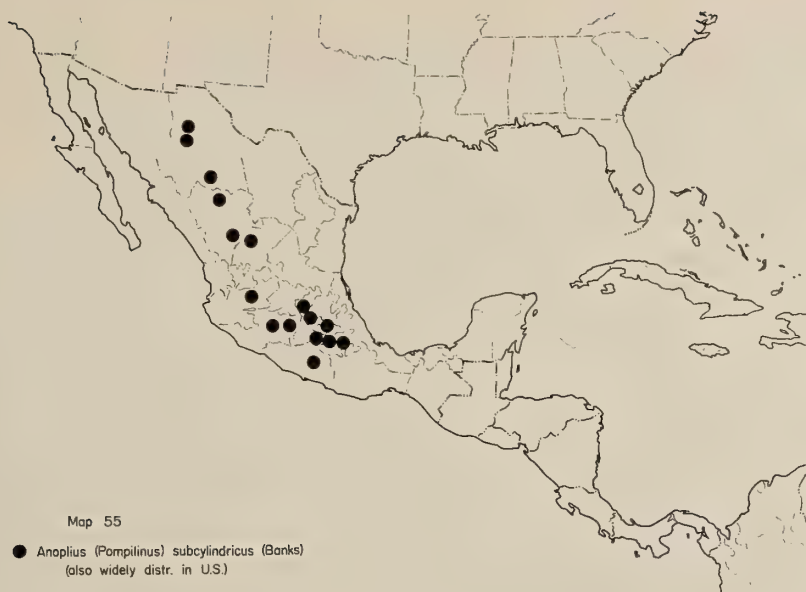 Map 55
Anoplius (Pompilinus) subcylindricus (Banks)
(also widely distr. in U.S.)